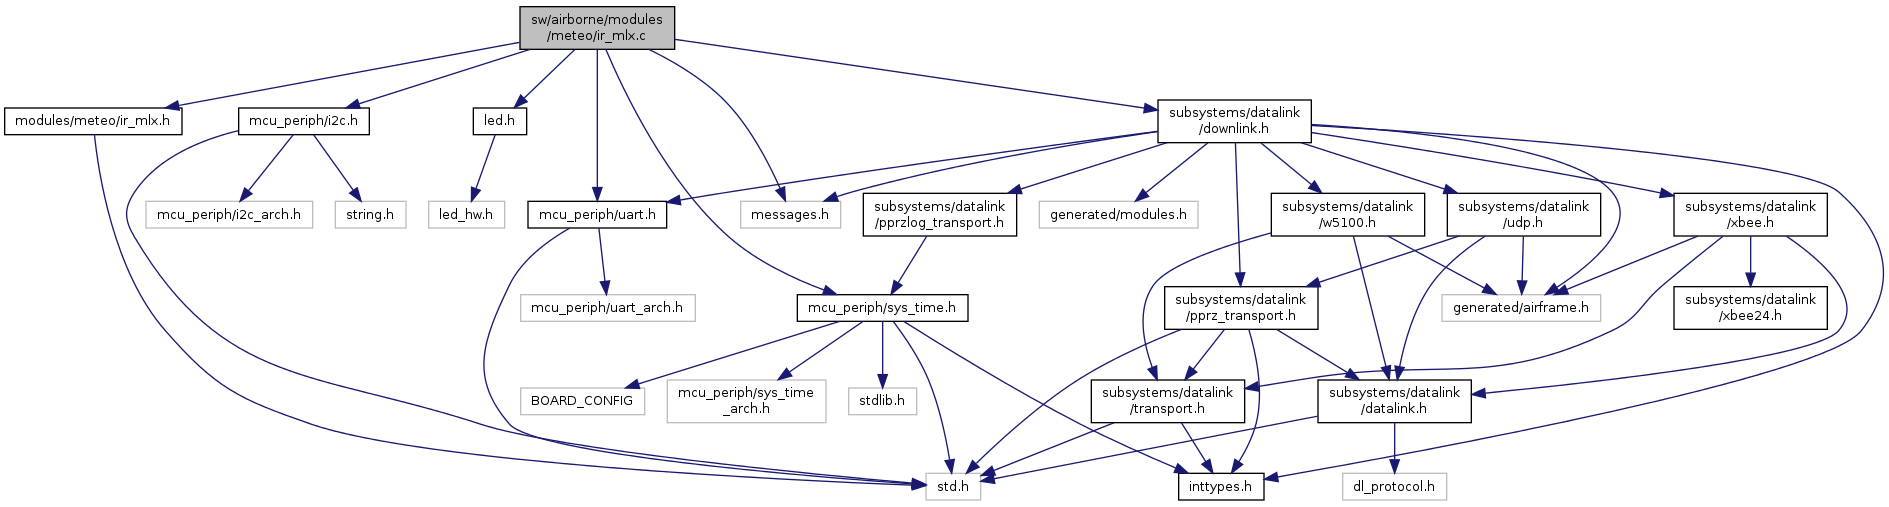 sw/airborne/modules
/meteo/ir_mlx.c
modules/meteo/ir_mlx.h
mcu_periph/i2c.h
led.h
subsystems/datalink
/downlink.h
mcu_periph/i2c_arch.h
string.h
led_hw.h
mcu_periph/uart.h
messages.h
subsystems/datalink
/pprzlog_transport.h
generated/modules.h
subsystems/datalink
/w5100.h
subsystems/datalink
/udp.h
subsystems/datalink
/xbee.h
mcu_periph/uart_arch.h
mcu_periph/sys_time.h
subsystems/datalink
/pprz_transport.h
generated/airframe.h
subsystems/datalink
/xbee24.h
BOARD_CONFIG
mcu_periph/sys_time
_arch.h
stdlib.h
subsystems/datalink
/transport.h
subsystems/datalink
/datalink.h
std.h
inttypes.h
dl_protocol.h